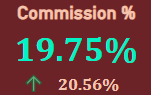 Commission %
19.75%
↑ 20.56%